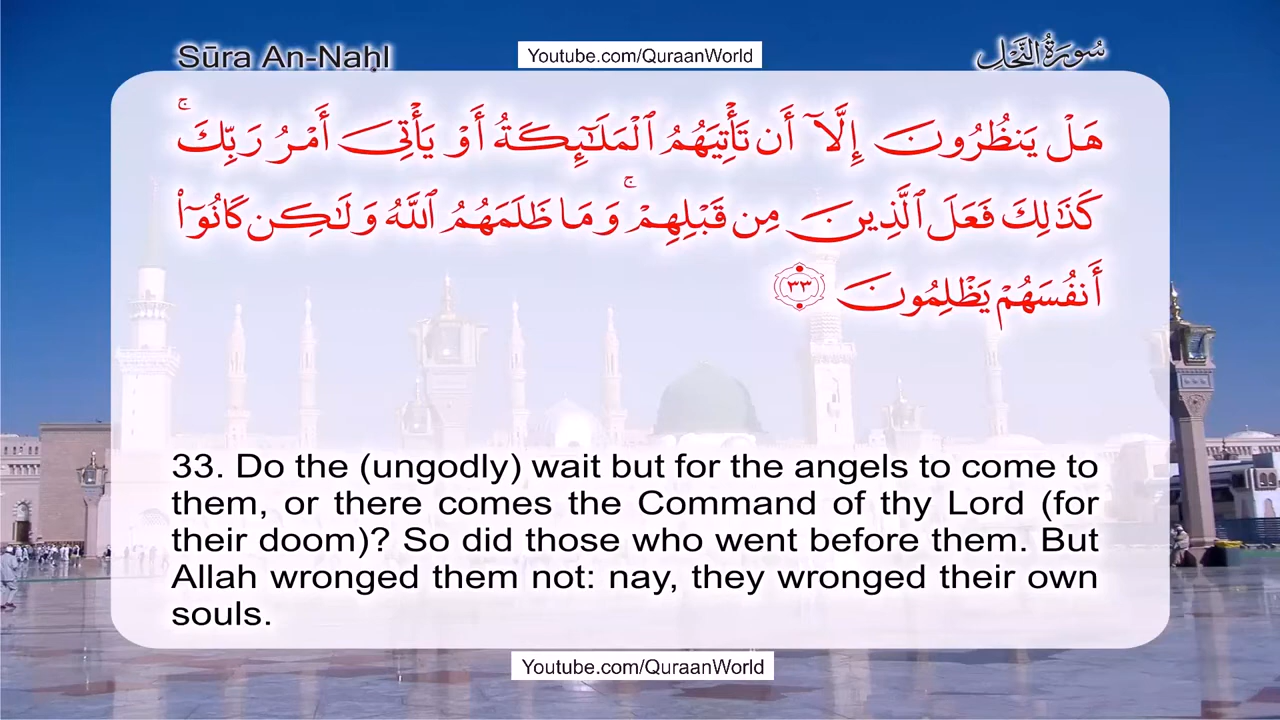 Sūra An-Naḥl
Youtube.com/QuraanWorld
سُورَةُ النَّحْلِ
هَلْ يَنظُرُونَ إِلَّآ أَن تَأْتِيَهُمُ ٱلْمَلَٰٓئِكَةُ أَوْ يَأْتِىَ أَمْرُ رَبِّكَ ۚ
كَذَٰلِكَ فَعَلَ ٱلَّذِينَ مِن قَبْلِهِمْ ۚ وَمَا ظَلَمَهُمُ ٱللَّهُ وَلَٰكِن كَانُوٓا۟
أَنفُسَهُمْ يَظْلِمُونَ ٣٣
33. Do the (ungodly) wait but for the angels to come to
them, or there comes the Command of thy Lord (for
their doom)? So did those who went before them. But
Allah wronged them not: nay, they wronged their own
souls.
Youtube.com/QuraanWorld